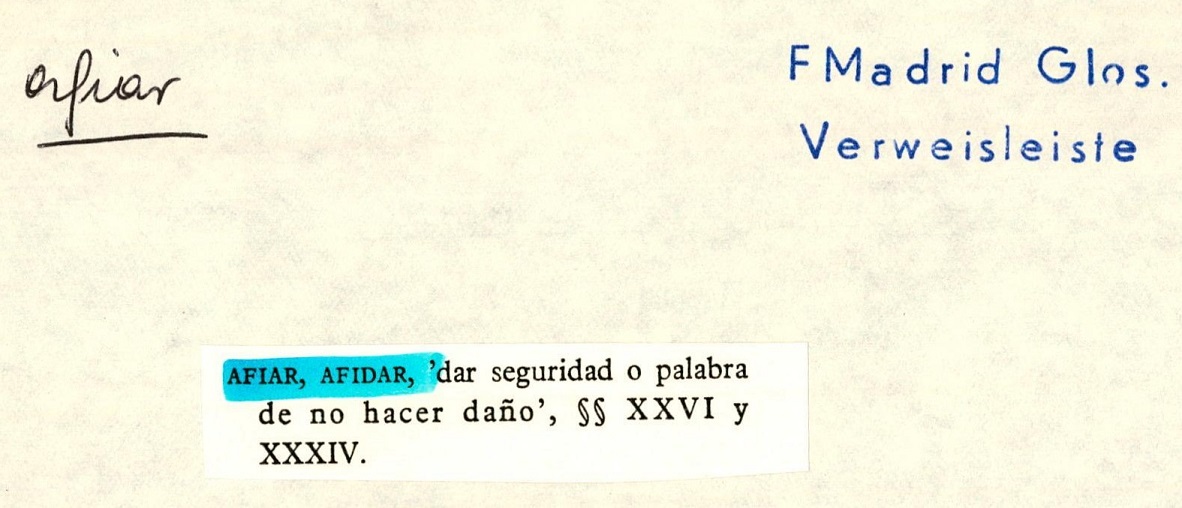 afiar
FMadrid Glos.
Verweisleiste
AFIAR, AFIDAR, 'dar seguridad o palabra
de no hacer daño', §§ XXVI y
XXXIV.